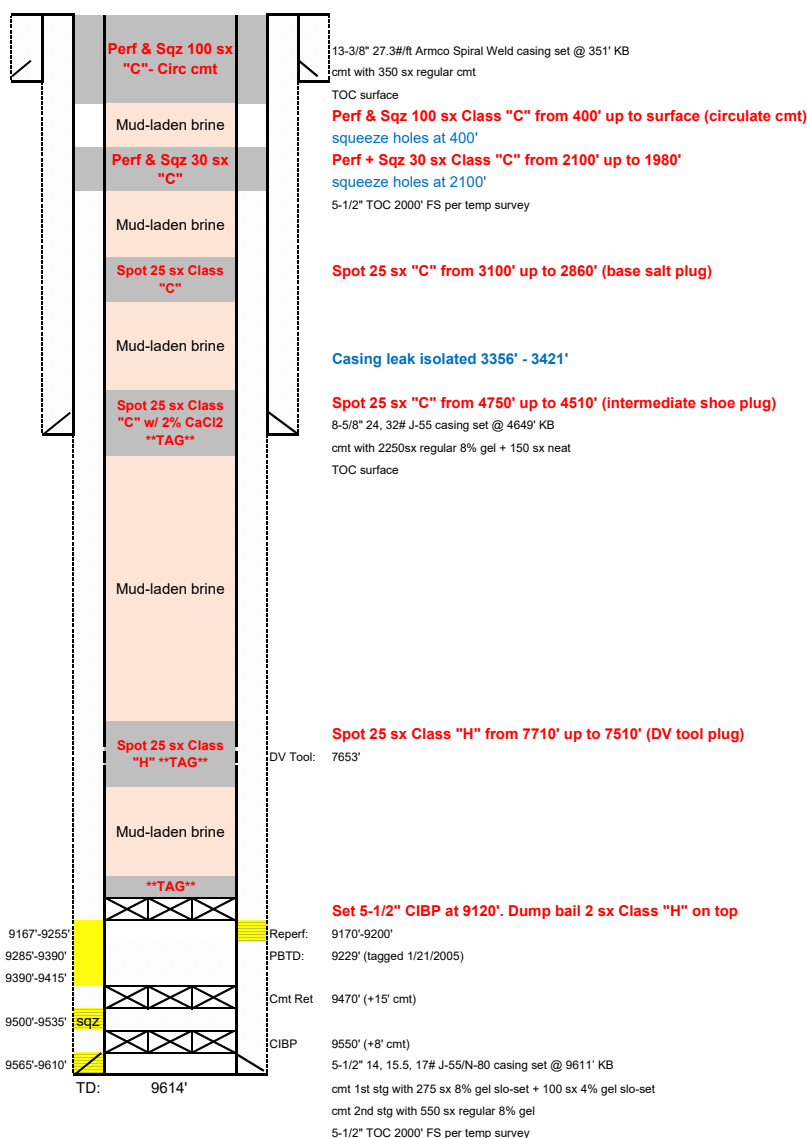 Perf & Sqz 100 sx
"C"- Circ cmt
13-3/8" 27.3#/ft Armco Spiral Weld casing set @ 351' KB
cmt with 350 sx regular cmt
TOC surface
Mud-laden brine
Perf & Sqz 100 sx Class "C" from 400' up to surface (circulate cmt)
squeeze holes at 400'
Perf & Sqz 30 sx
"C"
Perf + Sqz 30 sx Class "C" from 2100' up to 1980'
squeeze holes at 2100'
5-1/2" TOC 2000' FS per temp survey
Mud-laden brine
Spot 25 sx Class
"C"
Spot 25 sx "C" from 3100' up to 2860' (base salt plug)
Mud-laden brine
Casing leak isolated 3356' - 3421'
Spot 25 sx Class
"C" w/ 2% CaCl2
**TAG**
Spot 25 sx "C" from 4750' up to 4510' (intermediate shoe plug)
8-5/8" 24, 32# J-55 casing set @ 4649' KB
cmt with 2250sx regular 8% gel + 150 sx neat
TOC surface
Mud-laden brine
Spot 25 sx Class
"H" **TAG**
Spot 25 sx Class "H" from 7710' up to 7510' (DV tool plug)
DV Tool: 7653'
Mud-laden brine
**TAG**
Set 5-1/2" CIBP at 9120'. Dump bail 2 sx Class "H" on top
9167'-9255' Reperf: 9170'-9200'
9285'-9390' PBTD: 9229' (tagged 1/21/2005)
9390'-9415'
Cmt Ret 9470' (+15' cmt)
9500'-9535' sqz
CIBP 9550' (+8' cmt)
9565'-9610' 5-1/2" 14, 15.5, 17# J-55/N-80 casing set @ 9611' KB
TD: 9614' cmt 1st stg with 275 sx 8% gel slo-set + 100 sx 4% gel slo-set
cmt 2nd stg with 550 sx regular 8% gel
5-1/2" TOC 2000' FS per temp survey